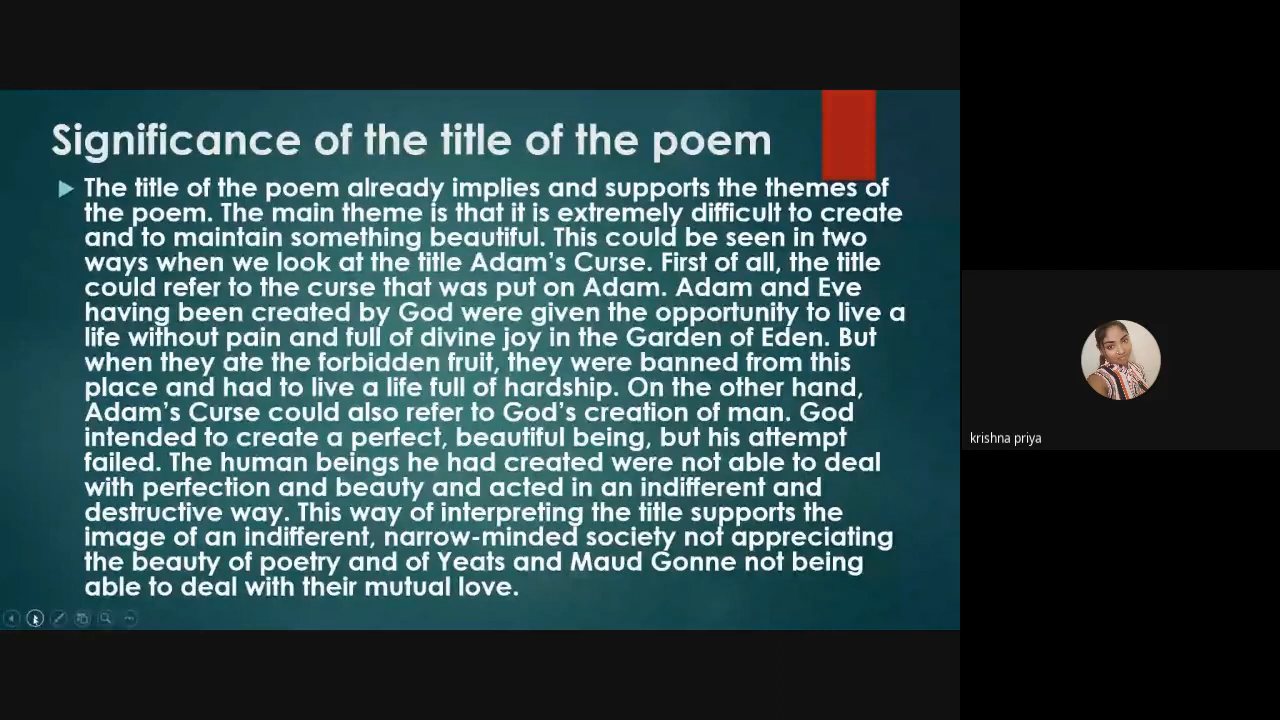 Significance of the title of the poem
The title of the poem already implies and supports the themes of
the poem. The main theme is that it is extremely difficult to create
and to maintain something beautiful. This could be seen in two
ways when we look at the title Adam's Curse. First of all, the title
could refer to the curse that was put on Adam. Adam and Eve
having been created by God were given the opportunity to live a
life without pain and full of divine joy in the Garden of Eden. But
when they ate the forbidden fruit, they were banned from this
place and had to live a life full of hardship. On the other hand,
Adam's Curse could also refer to God's creation of man. God
intended to create a perfect, beautiful being, but his attempt
failed. The human beings he had created were not able to deal
with perfection and beauty and acted in an indifferent and
destructive way. This way of interpreting the title supports the
image of an indifferent, narrow-minded society not appreciating
the beauty of poetry and of Yeats and Maud Gonne not being
able to deal with their mutual love.
krishna priya